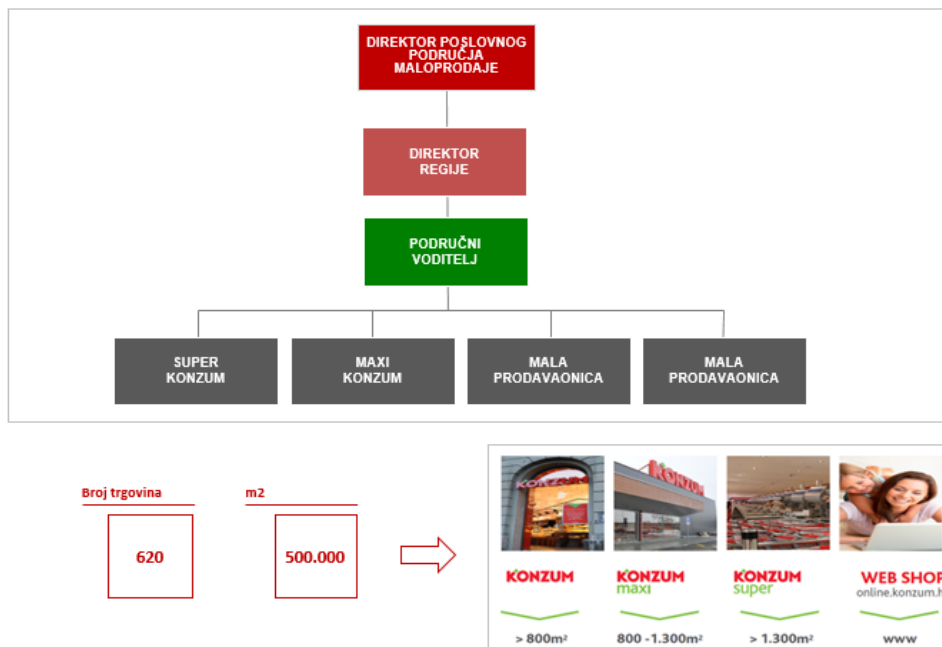 DIREKTOR POSLOVNOG
PODRUČJA
MALOPRODAJE
DIREKTOR
REGIJE
PODRUČNI
VODITELJ
SUPER
KONZUM
MAXI
KONZUM
MALA
PRODAVAONICA
MALA
PRODAVAONICA
Broj trgovina
m2
620
500.000
KONZUM
KONZUM
KONZUM
KONZUM
maxi
KONZUM
super
WEB SHOP
online.konzum.h
> 800m²
800 - 1.300m²
> 1.300m²
www